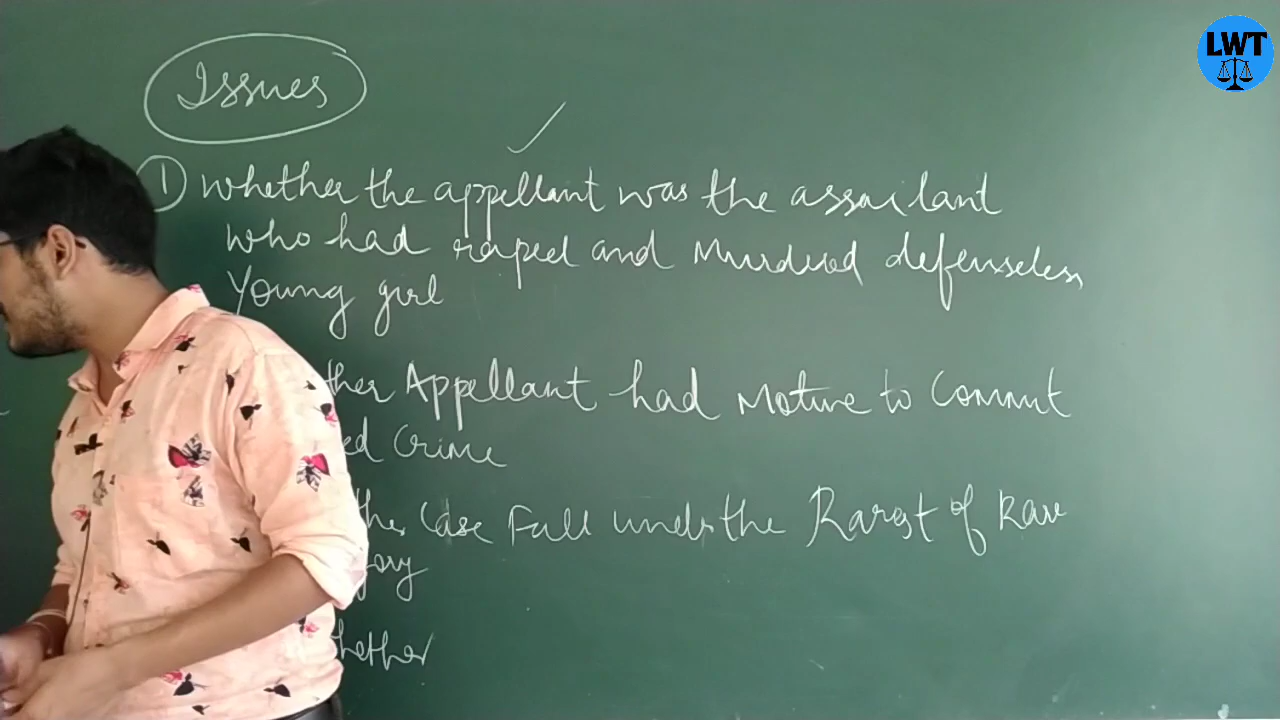 LWT
Issues
1) Whether the appellant was the assailant
who had raped and Murdered defenseless
Young girl
ther Appellant had Motive to Commit
ed Crime
the Case Fall under the Rarest of Rare
gory
hether